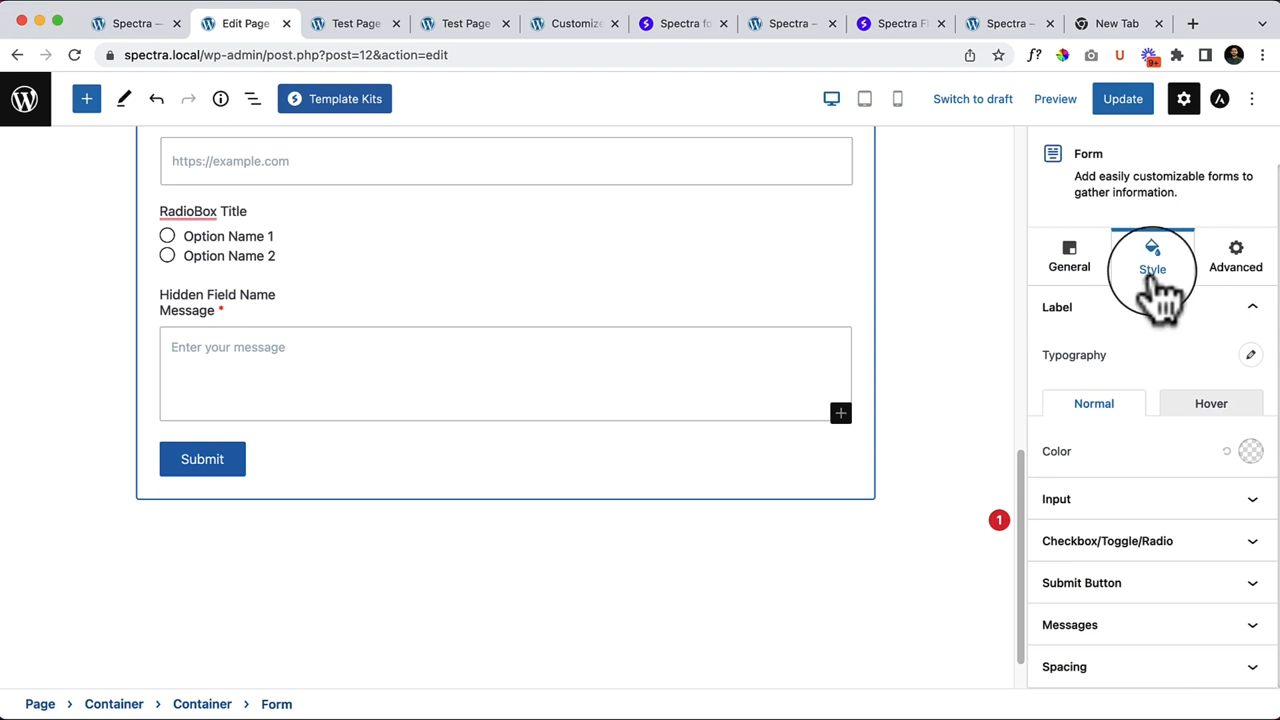 Spectra —
Edit Page
Test Page
Test Page
Customize
Spectra fo
Spectra –
Spectra Fl
Spectra —
New Tab
spectra.local/wp-admin/post.php?post=12&action=edit
f?
U
9+
Template Kits
Switch to draft
Preview
Update
https://example.com
RadioBox Title
Option Name 1
Option Name 2
Hidden Field Name
Message *
Enter your message
Submit
1
Form
Add easily customizable forms to
gather information.
General
Style
Advanced
Label
Typography
Normal
Hover
Color
Input
Checkbox/Toggle/Radio
Submit Button
Messages
Spacing
Page > Container > Container > Form